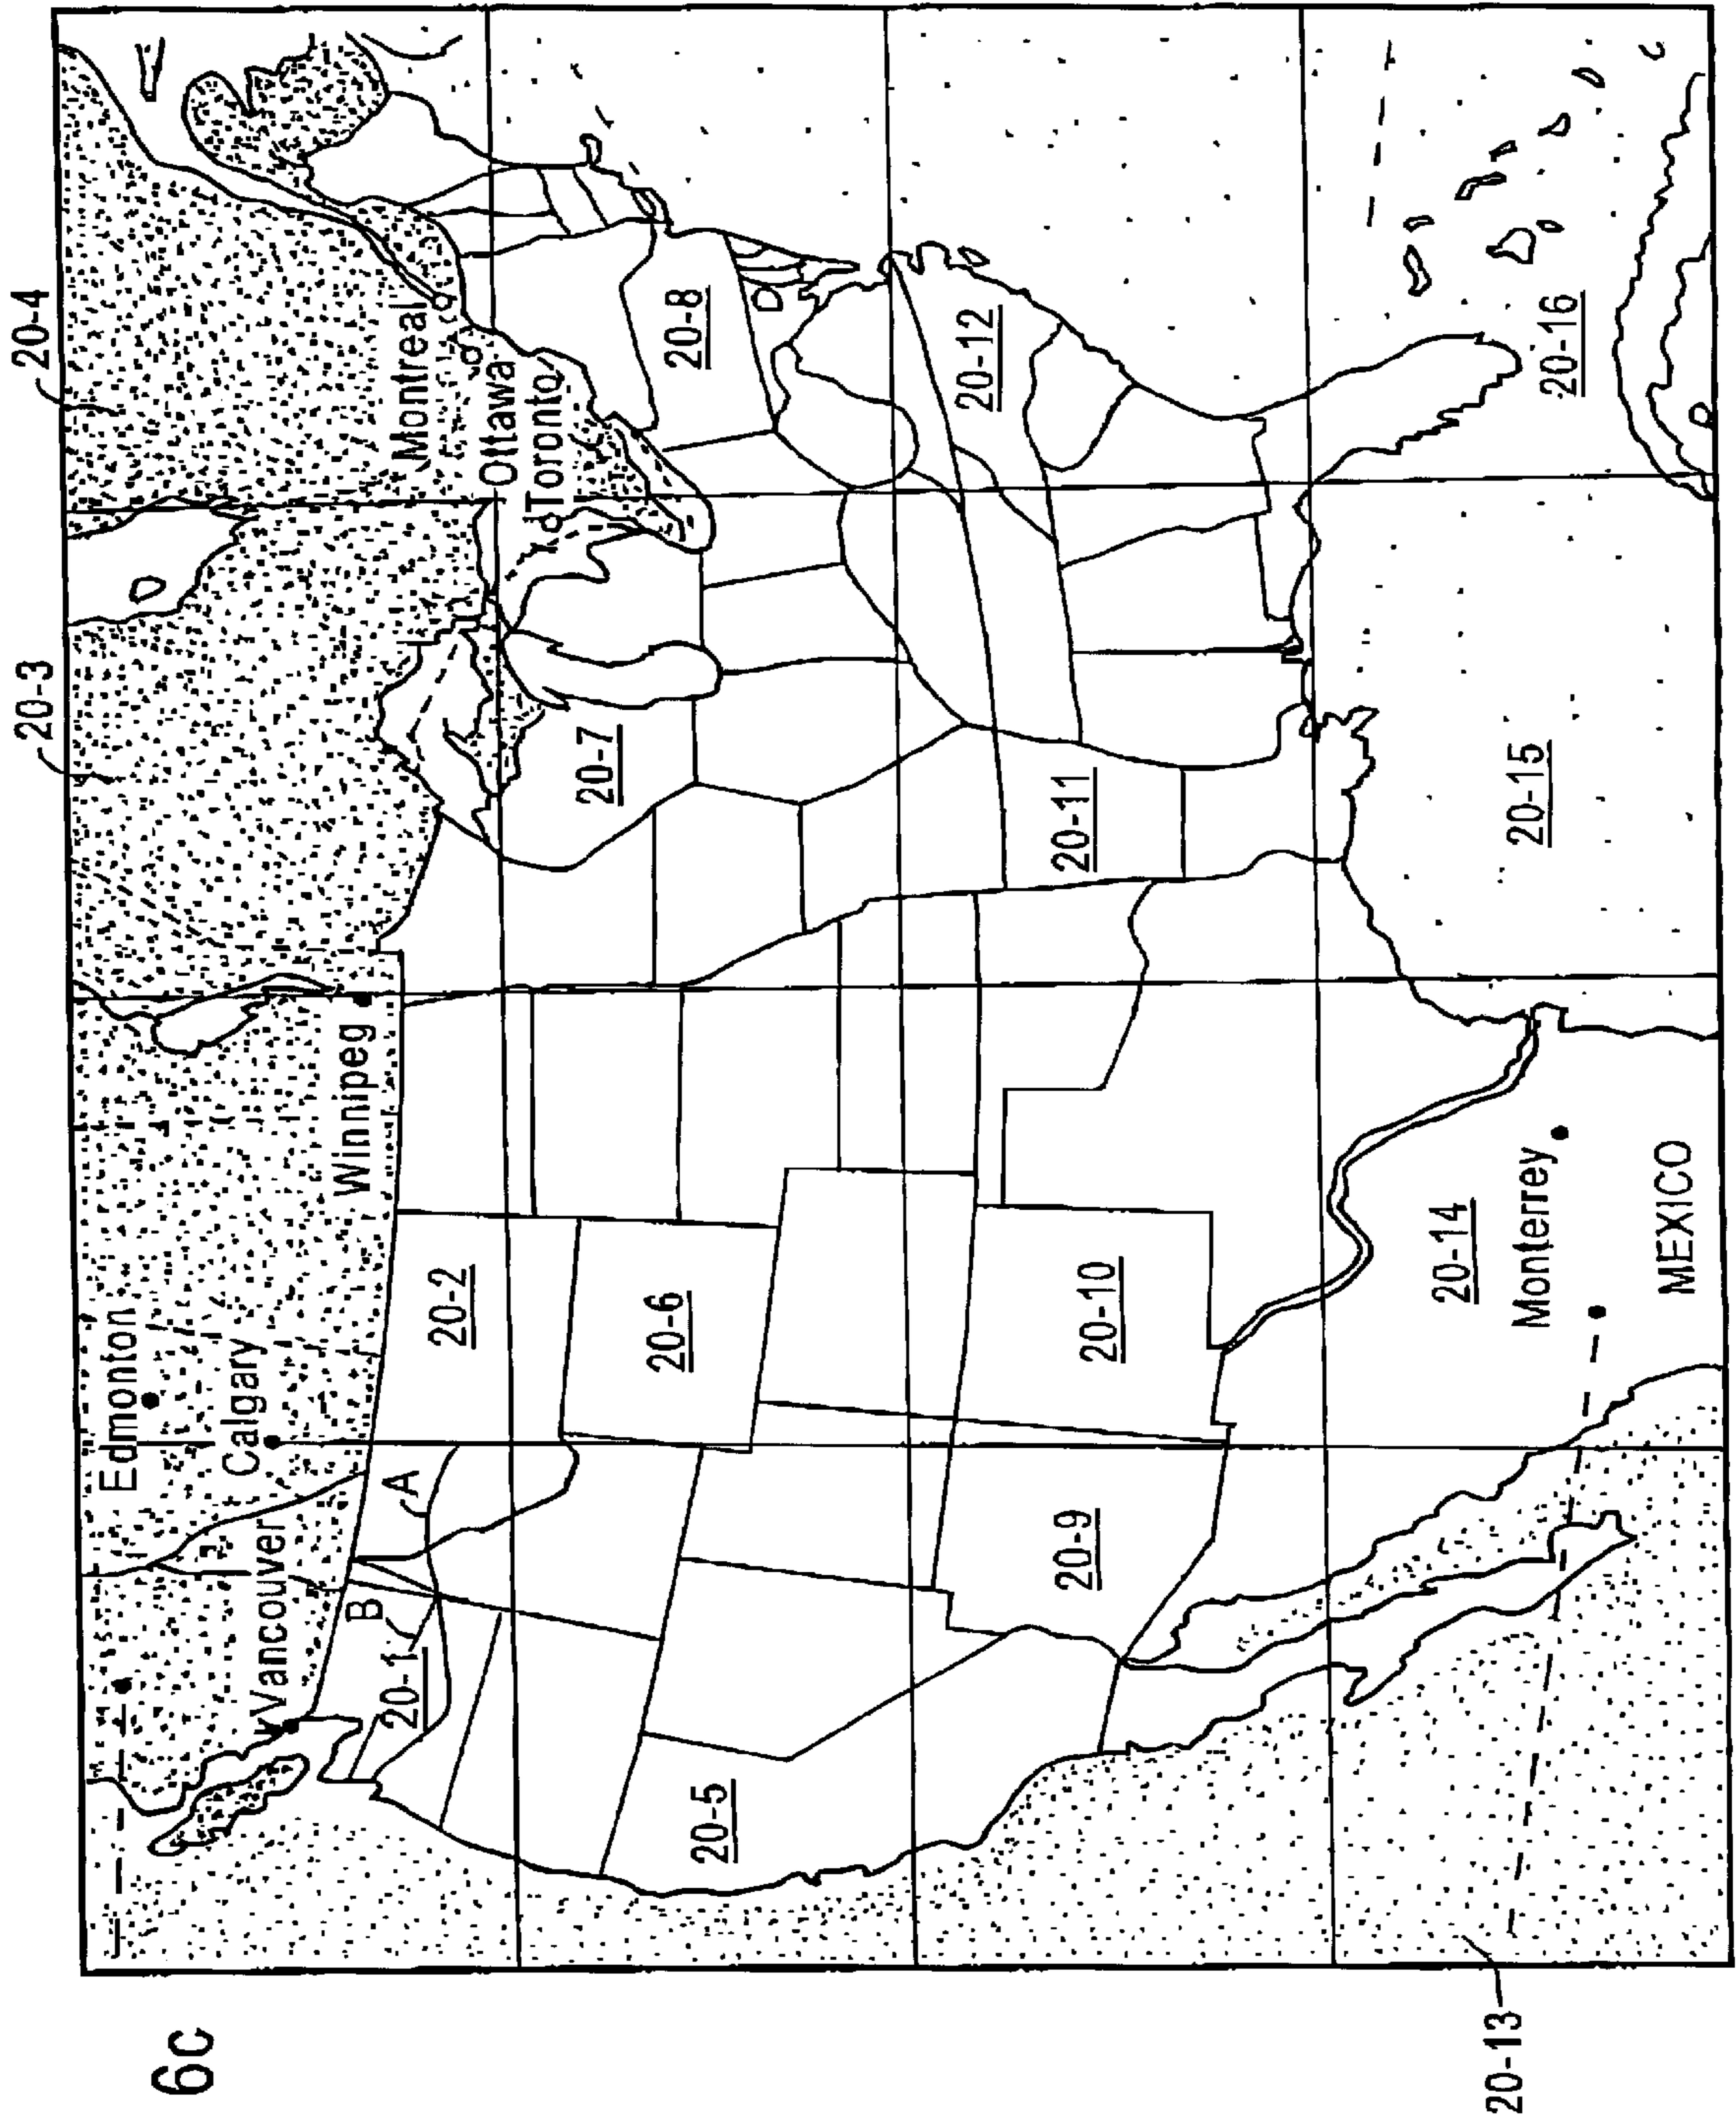 6c
20-3
20-4
Edmonton
Calgary
Vancouver
Winnipeg
Montreal
Ottawa
Toronto
A
B
20-1
20-2
20-5
20-6
20-7
20-8
20-9
20-10
20-11
20-12
20-13
20-14
20-15
20-16
Monterrey
MEXICO